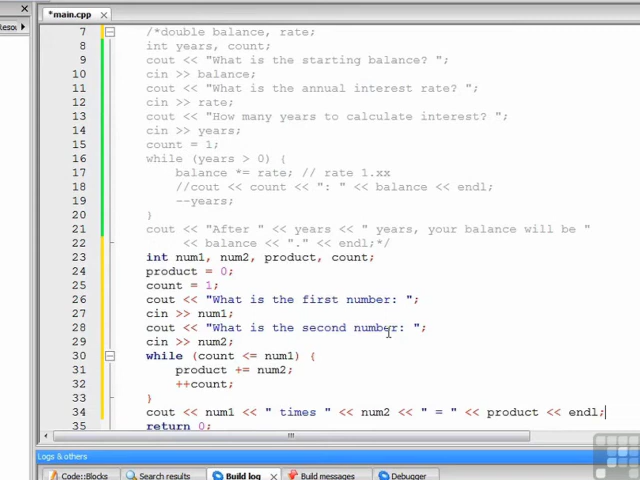 *main.cpp
Resou
7 /*double balance, rate;
8 int years, count;
9 cout << "What is the starting balance? ";
10 cin >> balance;
11 cout << "What is the annual interest rate? ";
12 cin >> rate;
13 cout << "How many years to calculate interest? ";
14 cin >> years;
15 count = 1;
16 while (years > 0) {
17 balance *= rate; // rate 1.xx
18 //cout << count << ": " << balance << endl;
19 --years;
20 }
21 cout << "After " << years << " years, your balance will be "
22 << balance << "." << endl;*/
23 int num1, num2, product, count;
24 product = 0;
25 count = 1;
26 cout << "What is the first number: ";
27 cin >> num1;
28 cout << "What is the second number: ";
29 cin >> num2;
30 while (count <= num1) {
31 product += num2;
32 ++count;
33 }
34 cout << num1 << " times " << num2 << " = " << product << endl;
35 return 0;
Logs & others
Code::Blocks Search results Build log Build messages Debugger